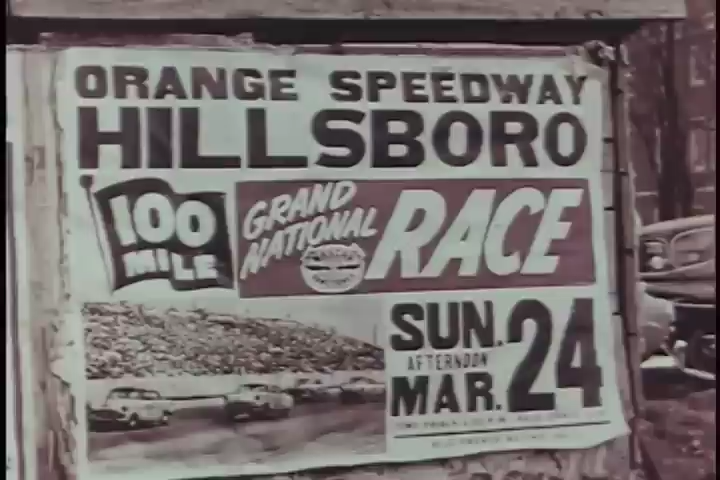 ORANGE SPEEDWAY
HILLSBORO
100
MILE
GRAND
NATIONAL
RACE
SUN.
AFTERNOON
MAR. 24